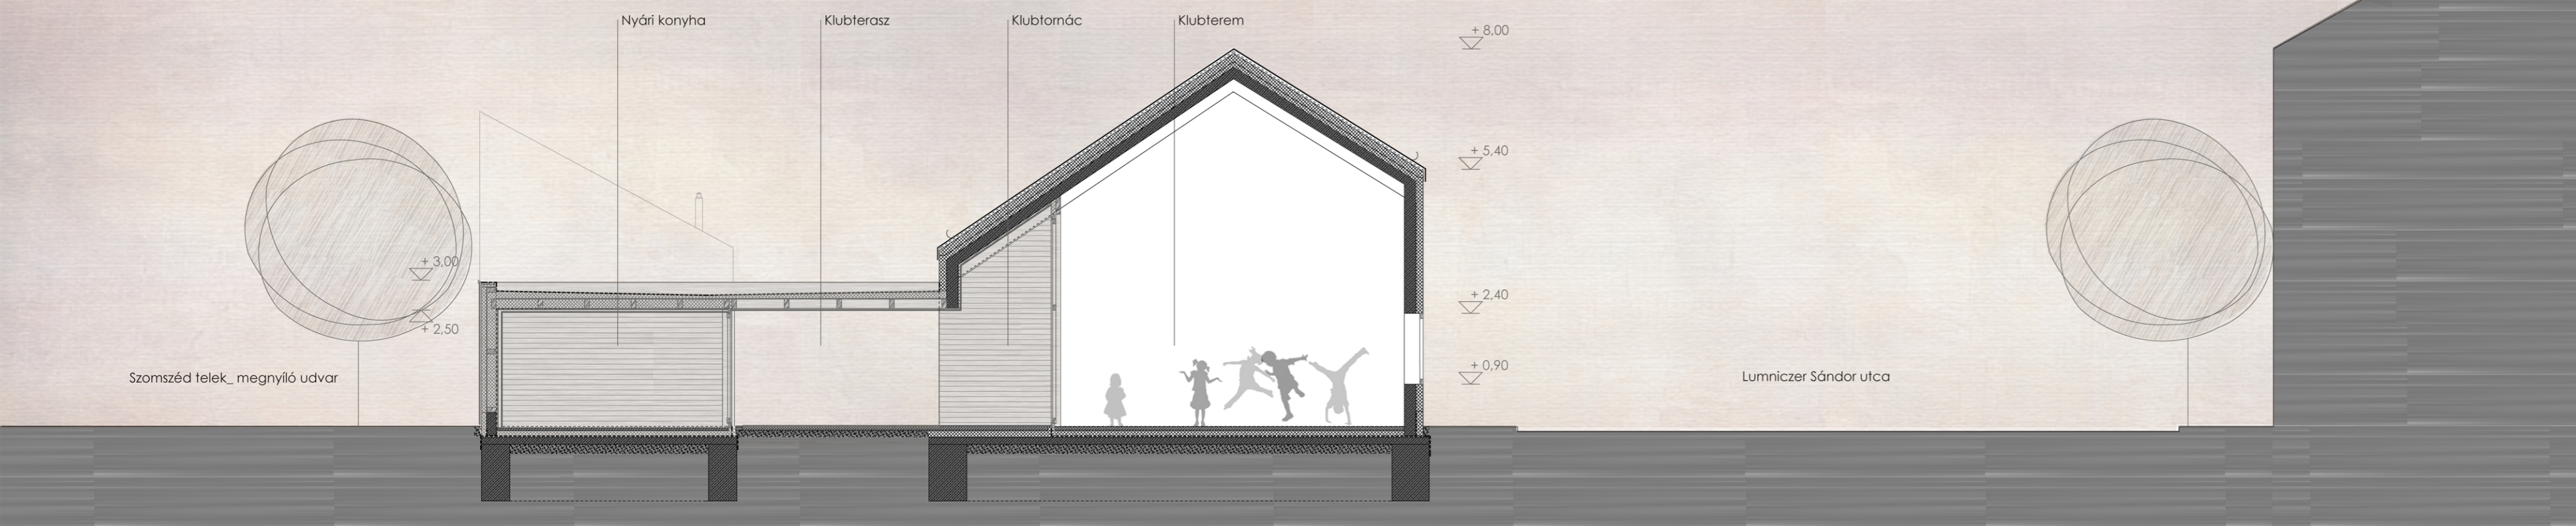 Nyári konyha
Klubterasz
Klubtornác
Klubterem
+ 8,00
+ 5,40
+ 3,00
+ 2,50
+ 2,40
+ 0,90
Szomszéd telek_ megnyíló udvar
Lumniczer Sándor utca